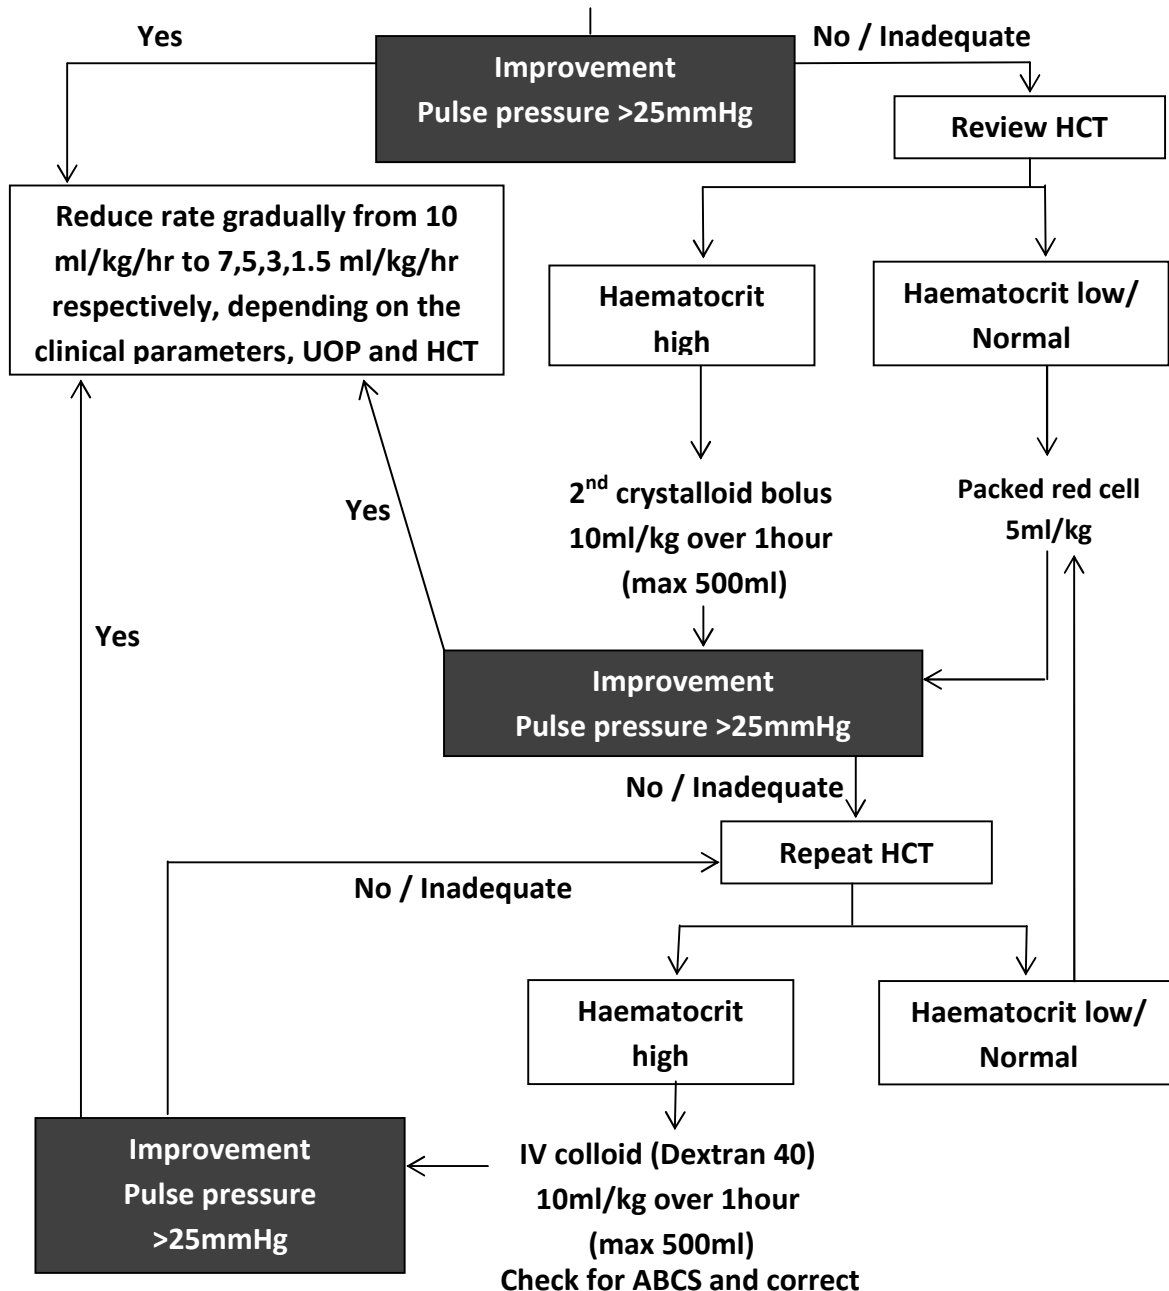 Yes
No / Inadequate
Improvement
Pulse pressure >25mmHg
Review HCT
Reduce rate gradually from 10
ml/kg/hr to 7,5,3,1.5 ml/kg/hr
respectively, depending on the
clinical parameters, UOP and HCT
Haematocrit
high
Haematocrit low/
Normal
2nd crystalloid bolus
10ml/kg over 1hour
(max 500ml)
Packed red cell
5ml/kg
Yes
Yes
Improvement
Pulse pressure >25mmHg
No / Inadequate
Repeat HCT
No / Inadequate
Haematocrit
high
Haematocrit low/
Normal
Improvement
Pulse pressure
>25mmHg
IV colloid (Dextran 40)
10ml/kg over 1hour
(max 500ml)
Check for ABCS and correct